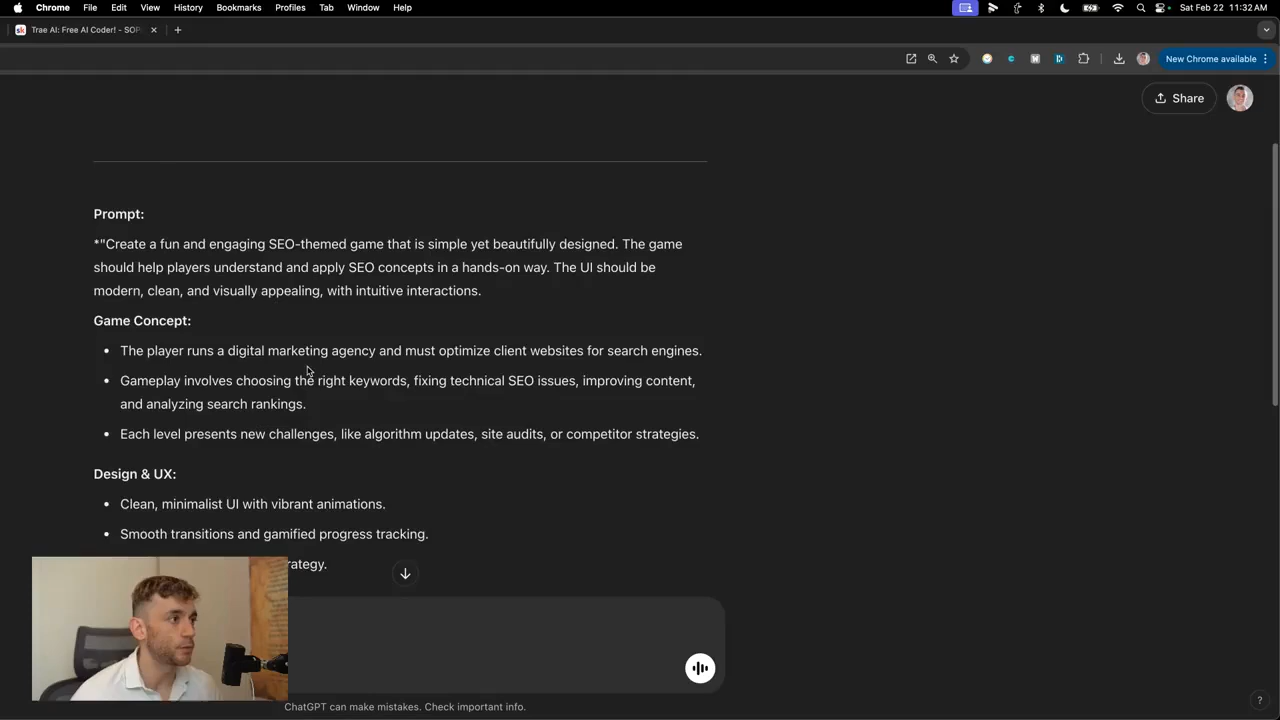 Chrome File Edit View History Bookmarks Profiles Tab Window Help Sat Feb 22 11:32 AM
sk Trae AI: Free AI Coder! - SOP
New Chrome available
Share
Prompt:
*"Create a fun and engaging SEO-themed game that is simple yet beautifully designed. The game
should help players understand and apply SEO concepts in a hands-on way. The UI should be
modern, clean, and visually appealing, with intuitive interactions.
Game Concept:
• The player runs a digital marketing agency and must optimize client websites for search engines.
• Gameplay involves choosing the right keywords, fixing technical SEO issues, improving content,
and analyzing search rankings.
• Each level presents new challenges, like algorithm updates, site audits, or competitor strategies.
Design & UX:
• Clean, minimalist UI with vibrant animations.
• Smooth transitions and gamified progress tracking.
rategy.
ChatGPT can make mistakes. Check important info.
?